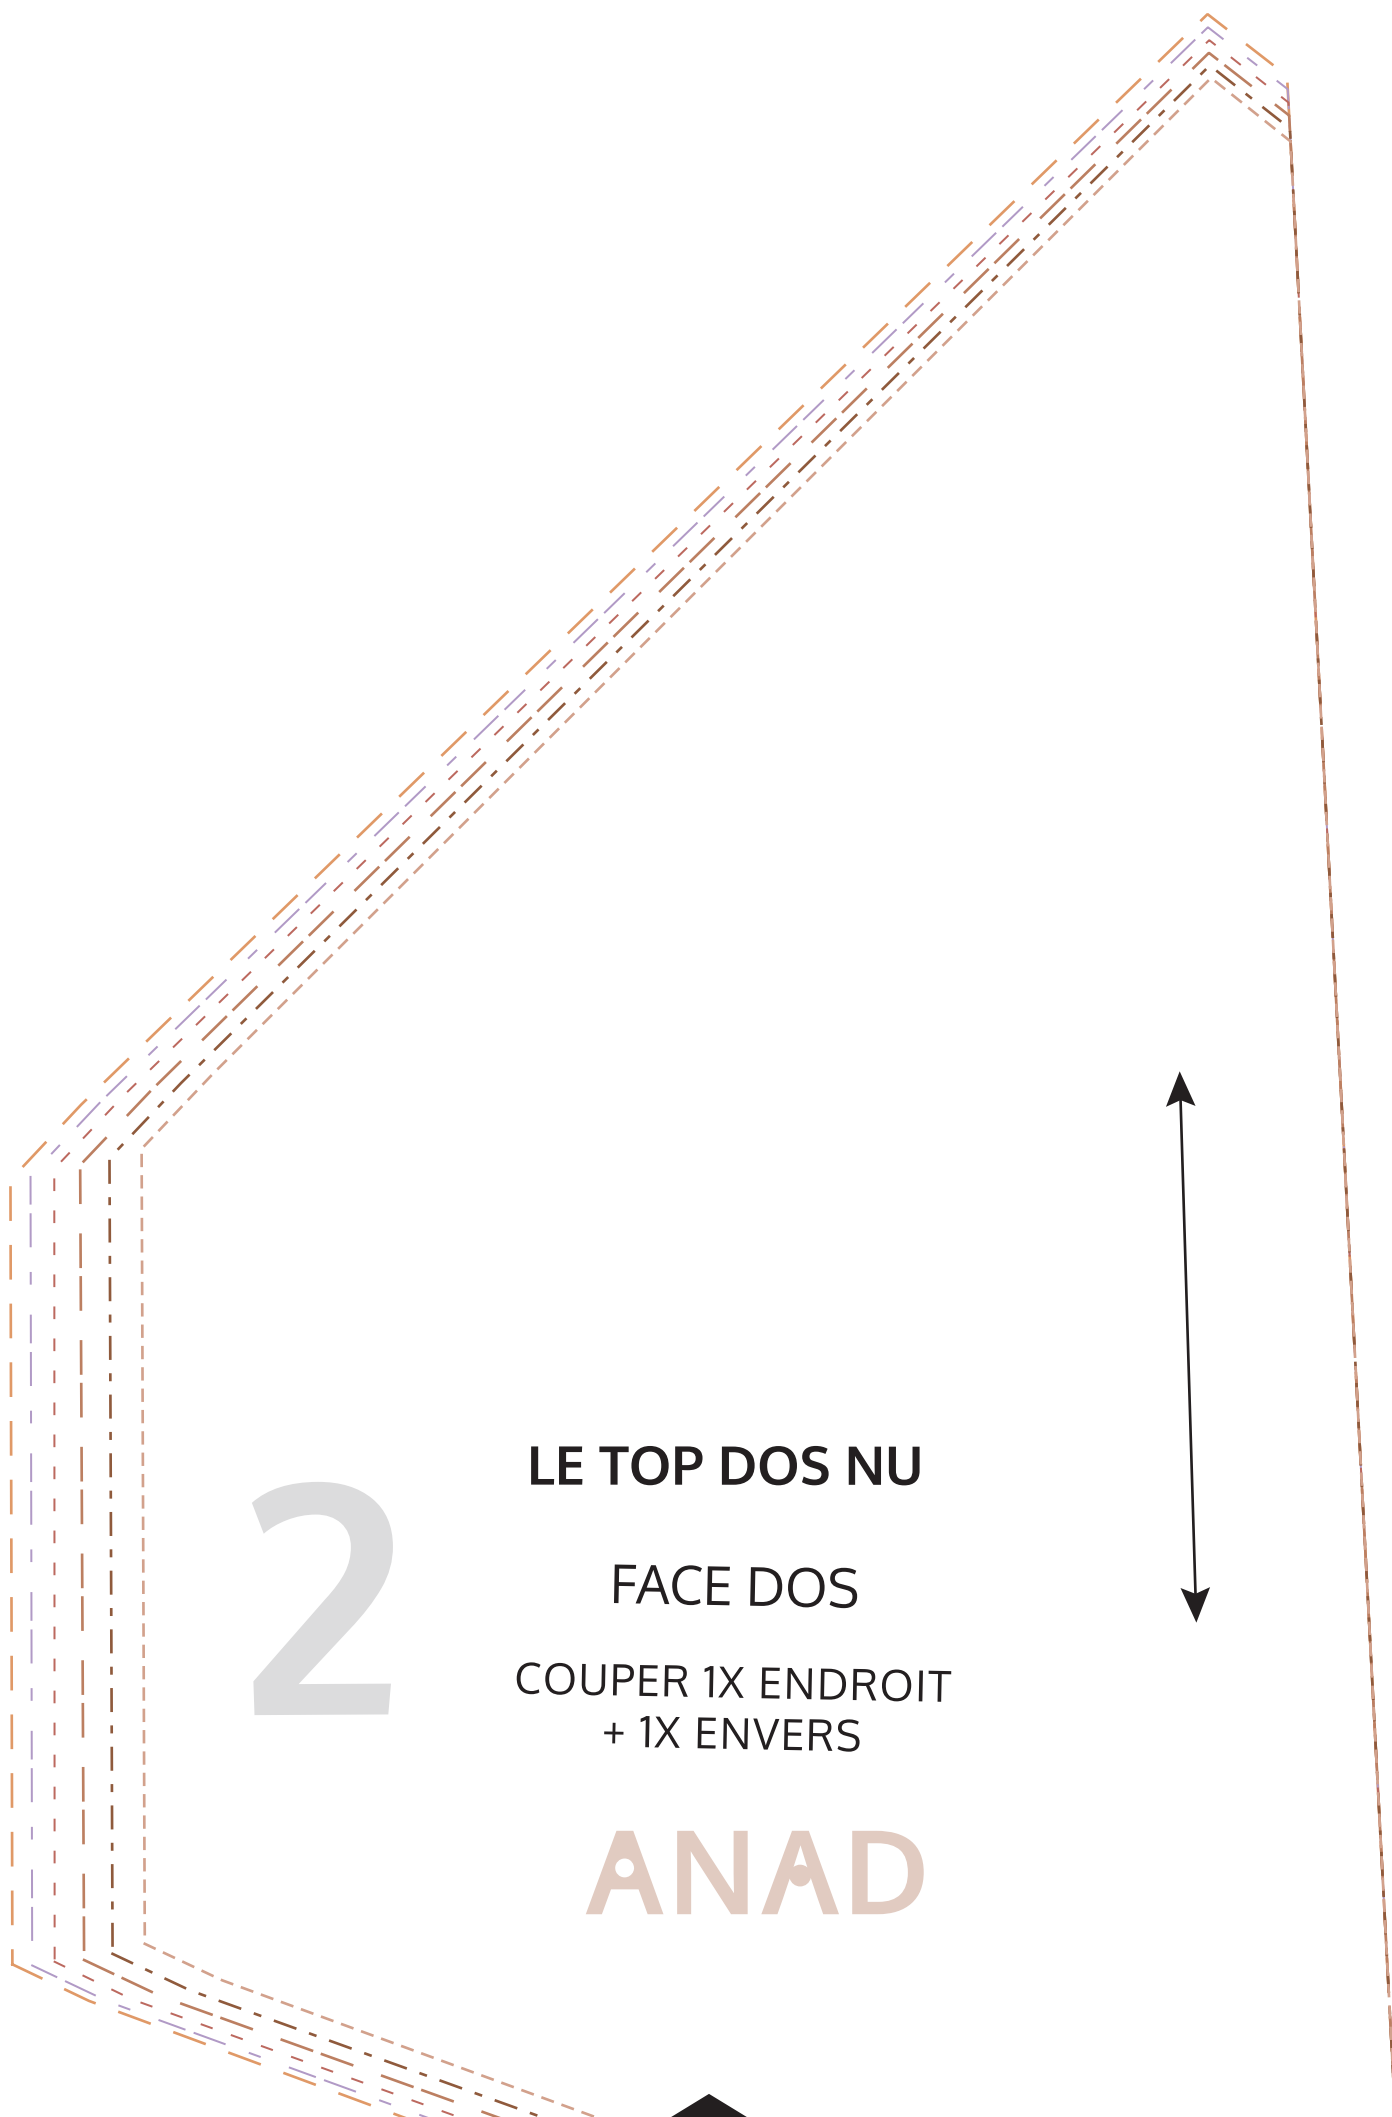 LE TOP DOS NU
2
FACE DOS
COUPER 1X ENDROIT
+ 1X ENVERS
ANAD